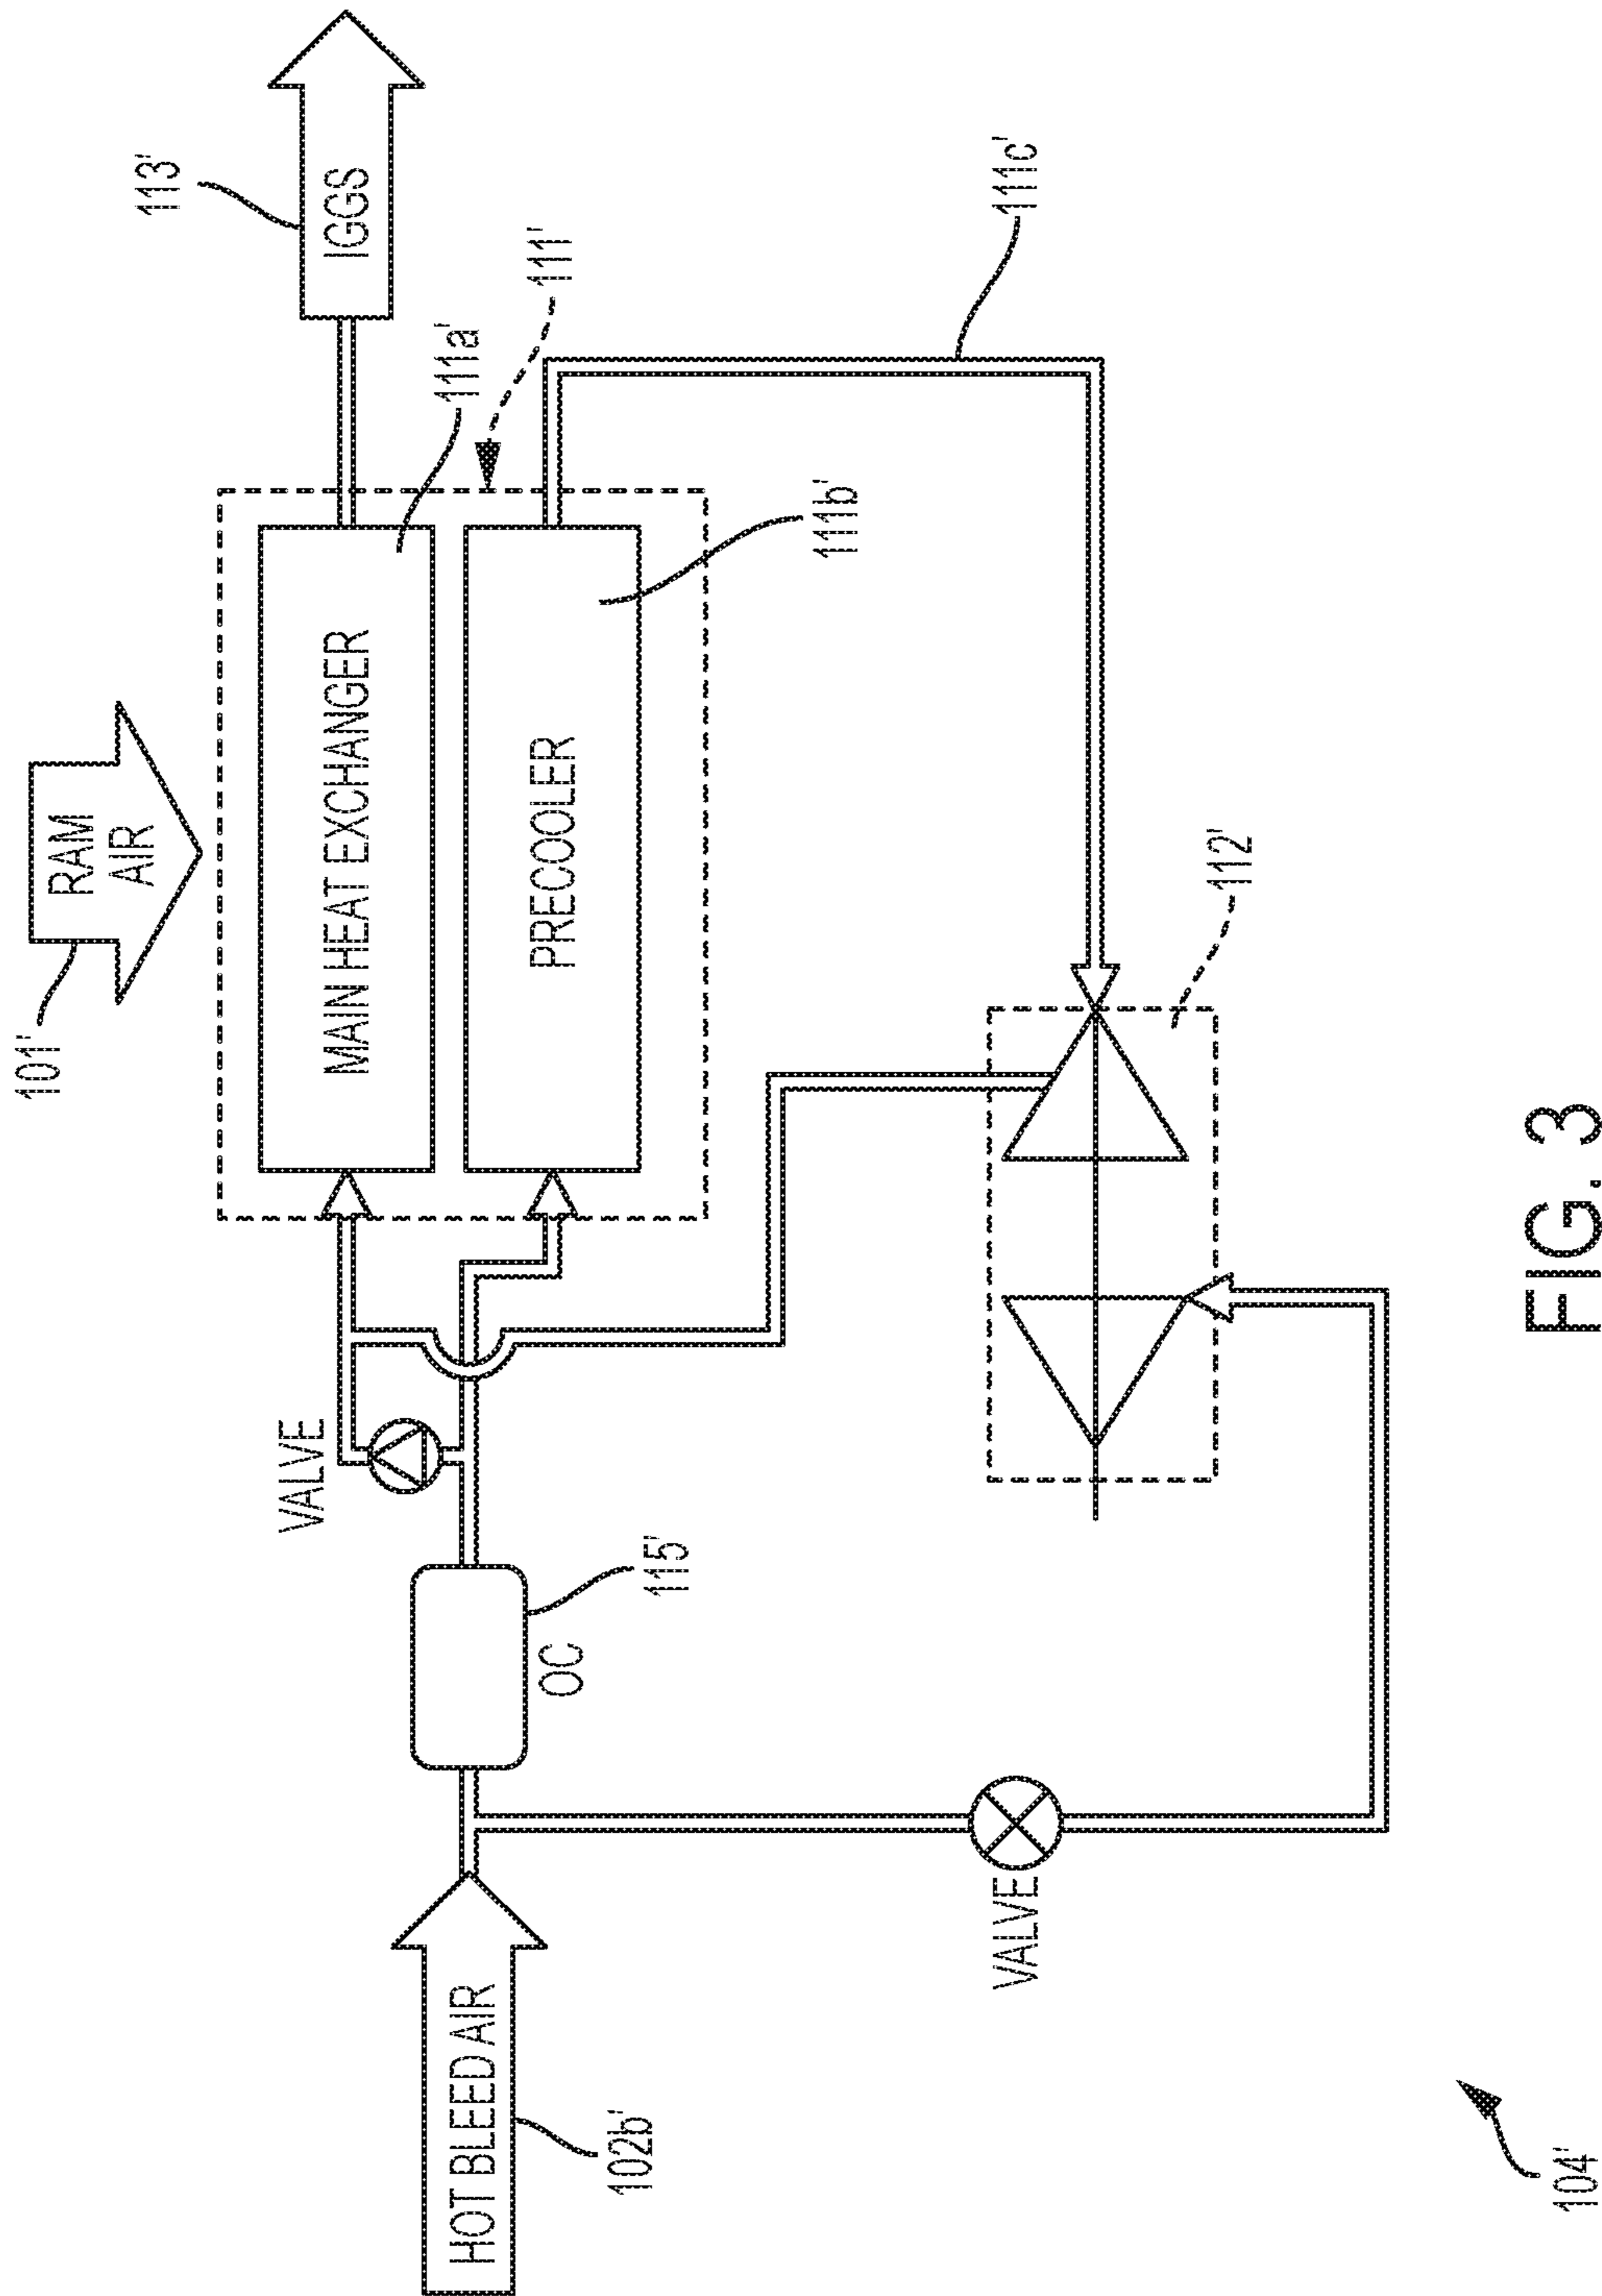 101'
RAM
AIR
113'
IGGS
MAIN HEAT EXCHANGER
111a'
111'
PRECOOLER
111b'
111c'
VALVE
HOT BLEED AIR
102b'
OC
115'
VALVE
112'
104'
FIG. 3